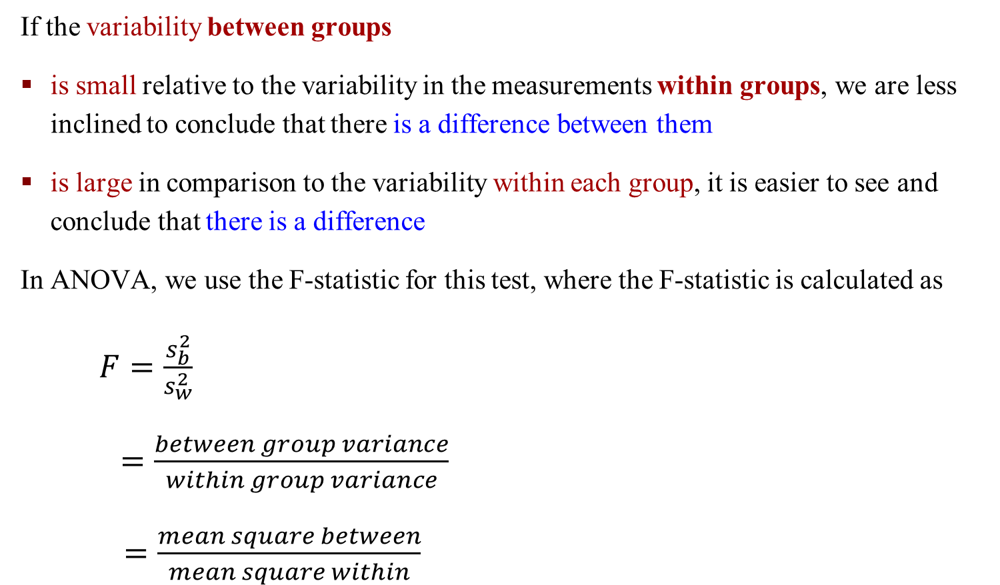 If the variability between groups
▪ is small relative to the variability in the measurements within groups, we are less
inclined to conclude that there is a difference between them
▪ is large in comparison to the variability within each group, it is easier to see and
conclude that there is a difference
In ANOVA, we use the F-statistic for this test, where the F-statistic is calculated as
F = s_b^2 / s_w^2
= between group variance / within group variance
= mean square between / mean square within